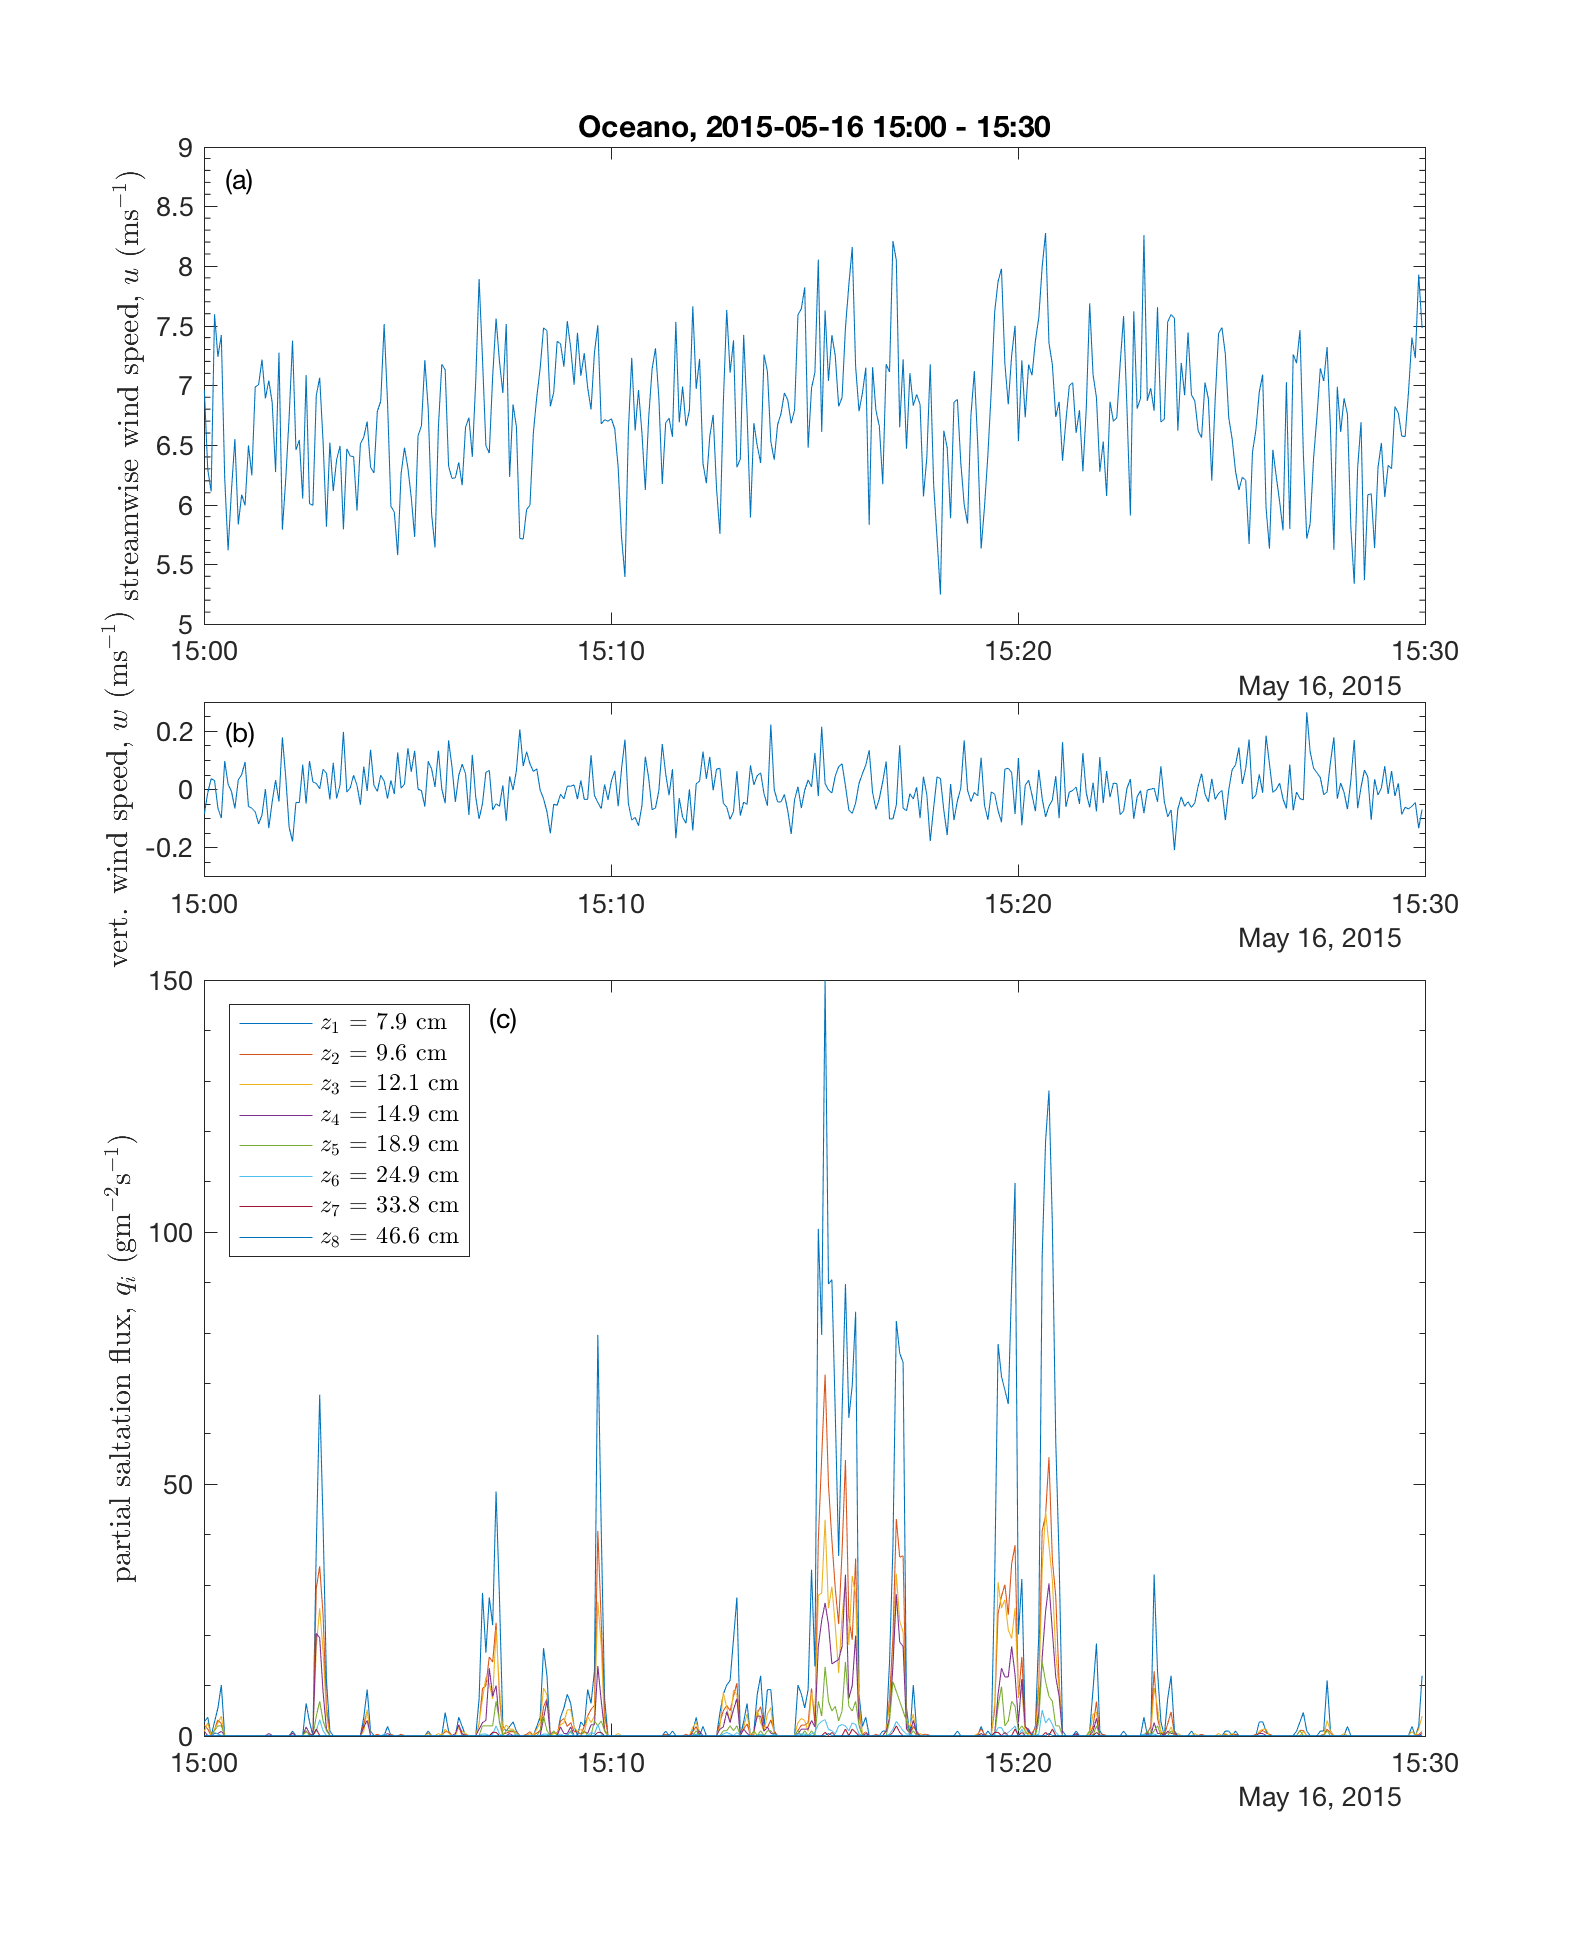 Oceano, 2015-05-16 15:00 - 15:30
(a)
streamwise wind speed, u (ms⁻¹)
9
8.5
8
7.5
7
6.5
6
5.5
5
15:00 15:10 15:20 15:30
May 16, 2015
(b)
vert. wind speed, w (ms⁻¹)
0.2
0
-0.2
15:00 15:10 15:20 15:30
May 16, 2015
(c)
partial saltation flux, qᵢ (gm⁻²s⁻¹)
150
100
50
0
z₁ = 7.9 cm
z₂ = 9.6 cm
z₃ = 12.1 cm
z₄ = 14.9 cm
z₅ = 18.9 cm
z₆ = 24.9 cm
z₇ = 33.8 cm
z₈ = 46.6 cm
15:00 15:10 15:20 15:30
May 16, 2015